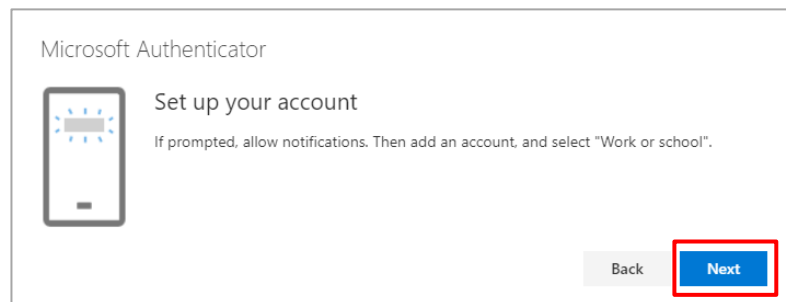 Microsoft Authenticator
Set up your account
If prompted, allow notifications. Then add an account, and select "Work or school".
Back Next